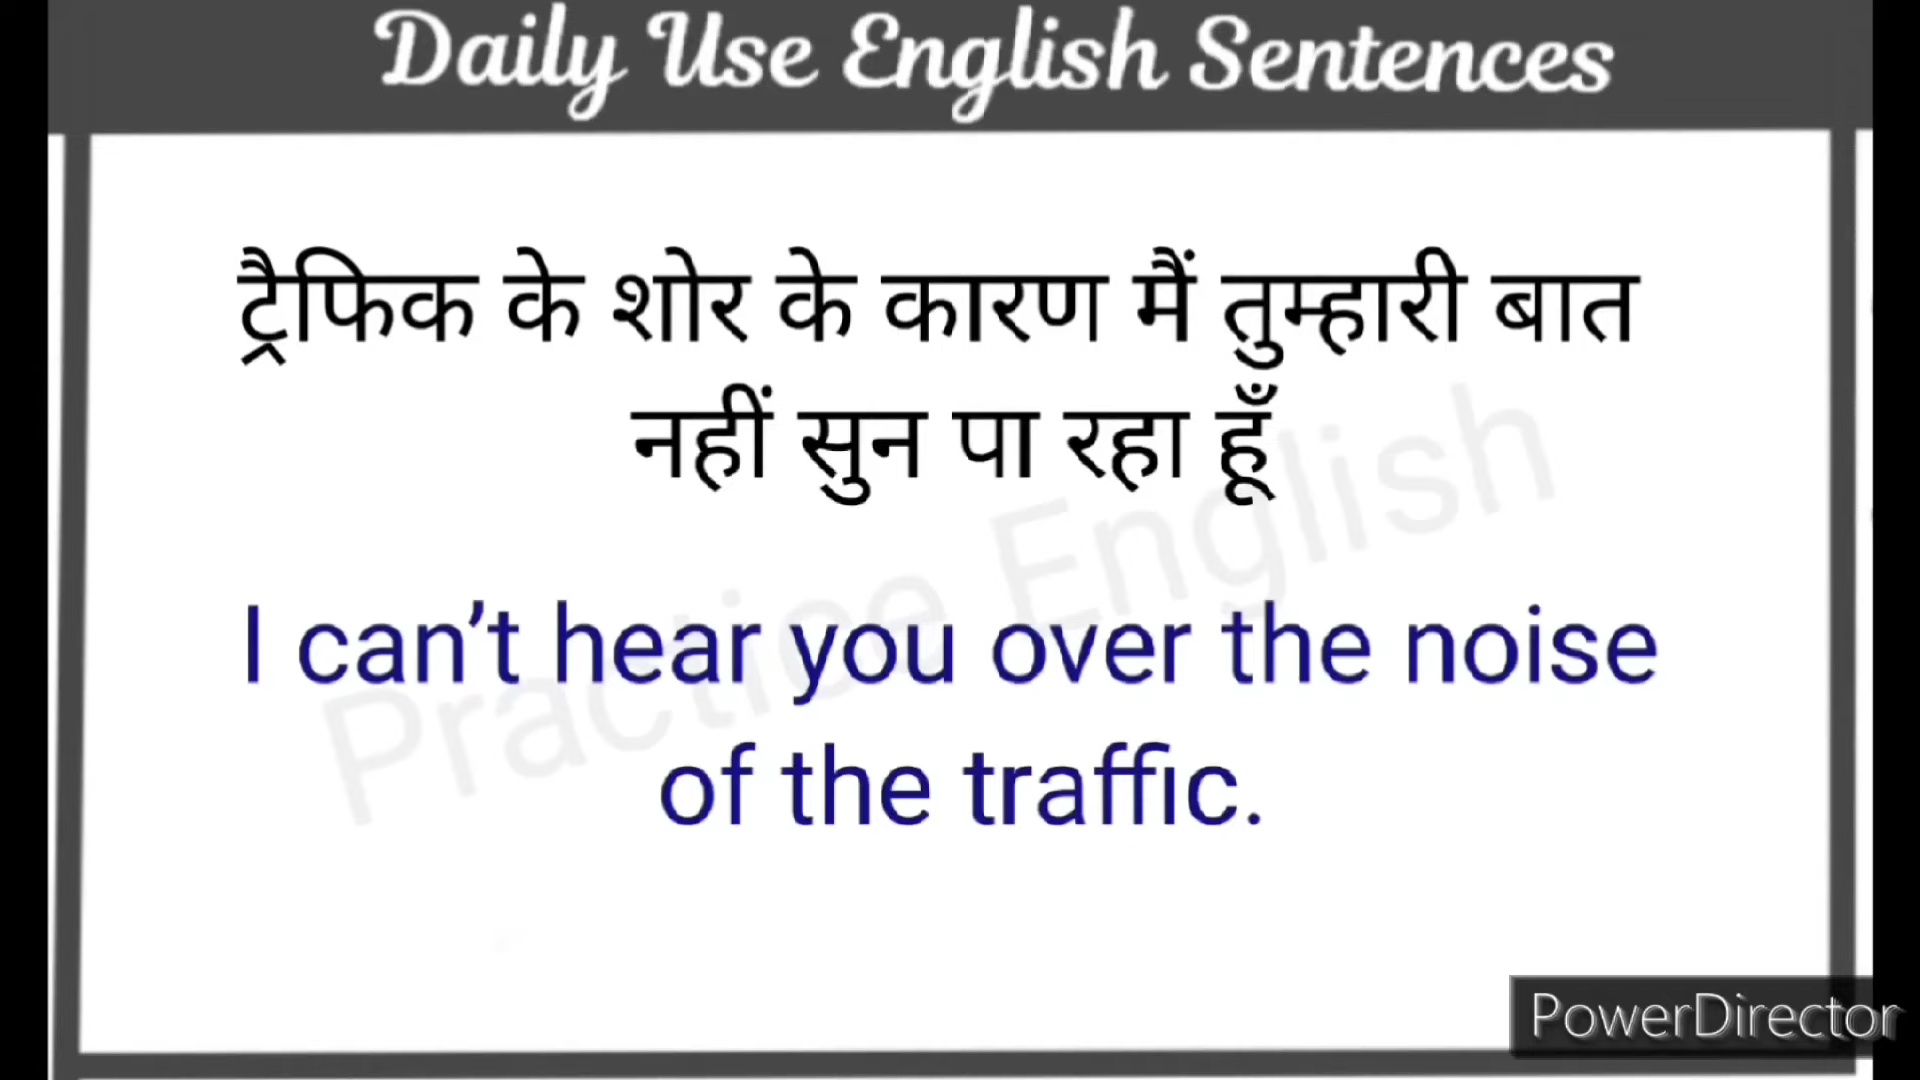 Daily Use English Sentences
ट्रैफिक के शोर के कारण मैं तुम्हारी बात
नहीं सुन पा रहा हूँ
I can’t hear you over the noise
of the traffic.
Practice English
PowerDirector